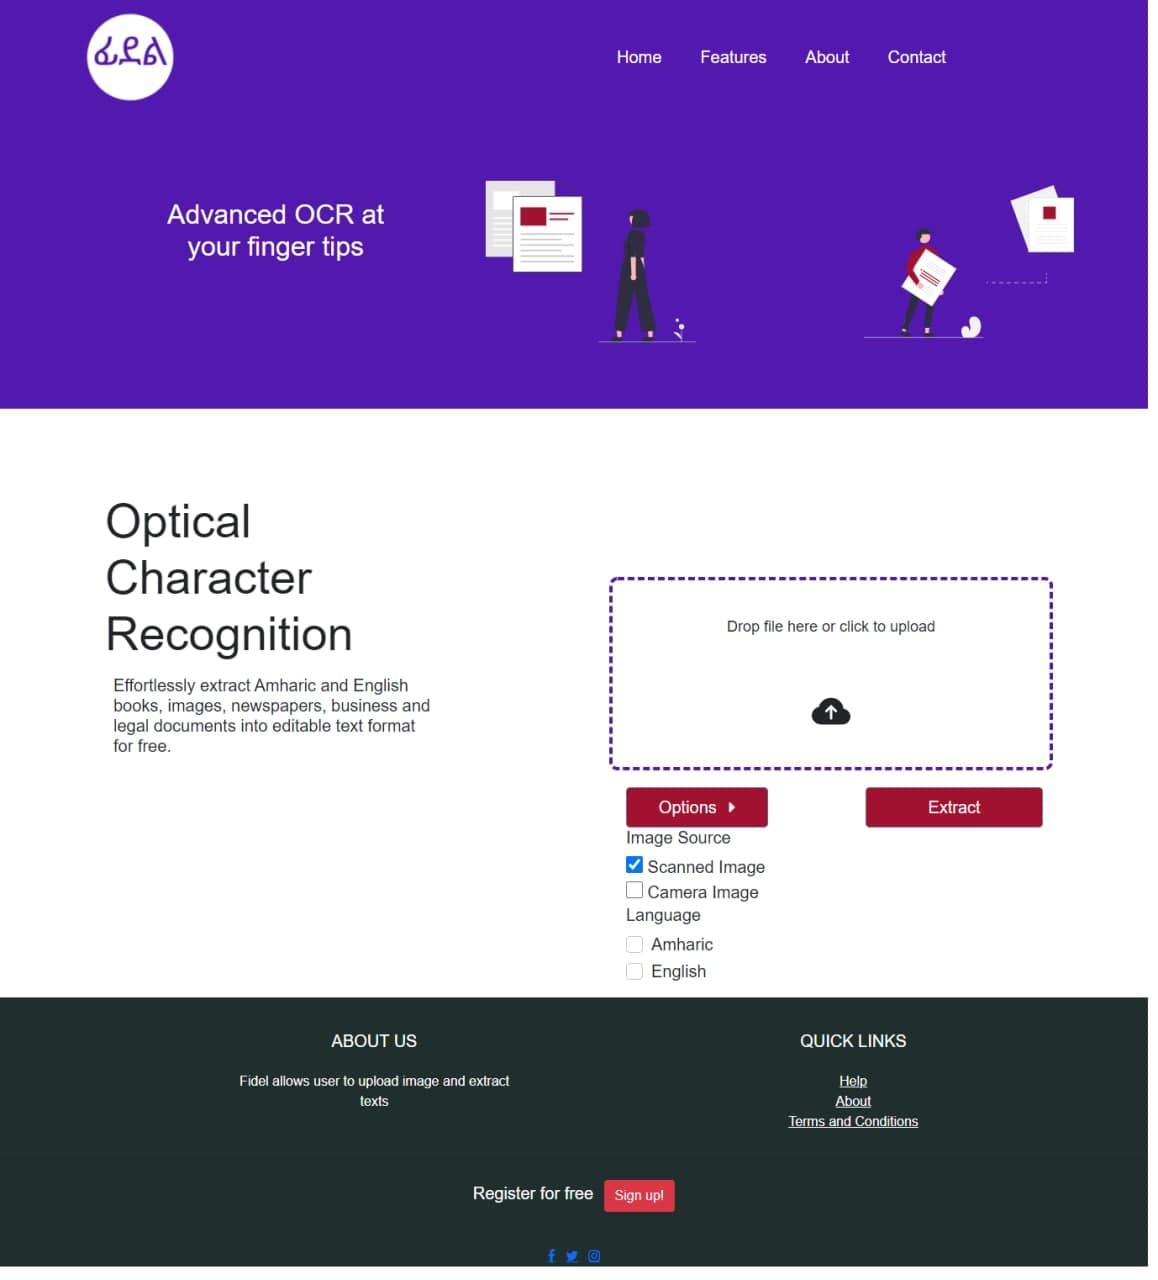 ፊደል
Home Features About Contact
Advanced OCR at
your finger tips
Optical
Character
Recognition
Effortlessly extract Amharic and English
books, images, newspapers, business and
legal documents into editable text format
for free.
Drop file here or click to upload
Options
Extract
Image Source
Scanned Image
Camera Image
Language
Amharic
English
ABOUT US
Fidel allows user to upload image and extract
texts
QUICK LINKS
Help
About
Terms and Conditions
Register for free Sign up!